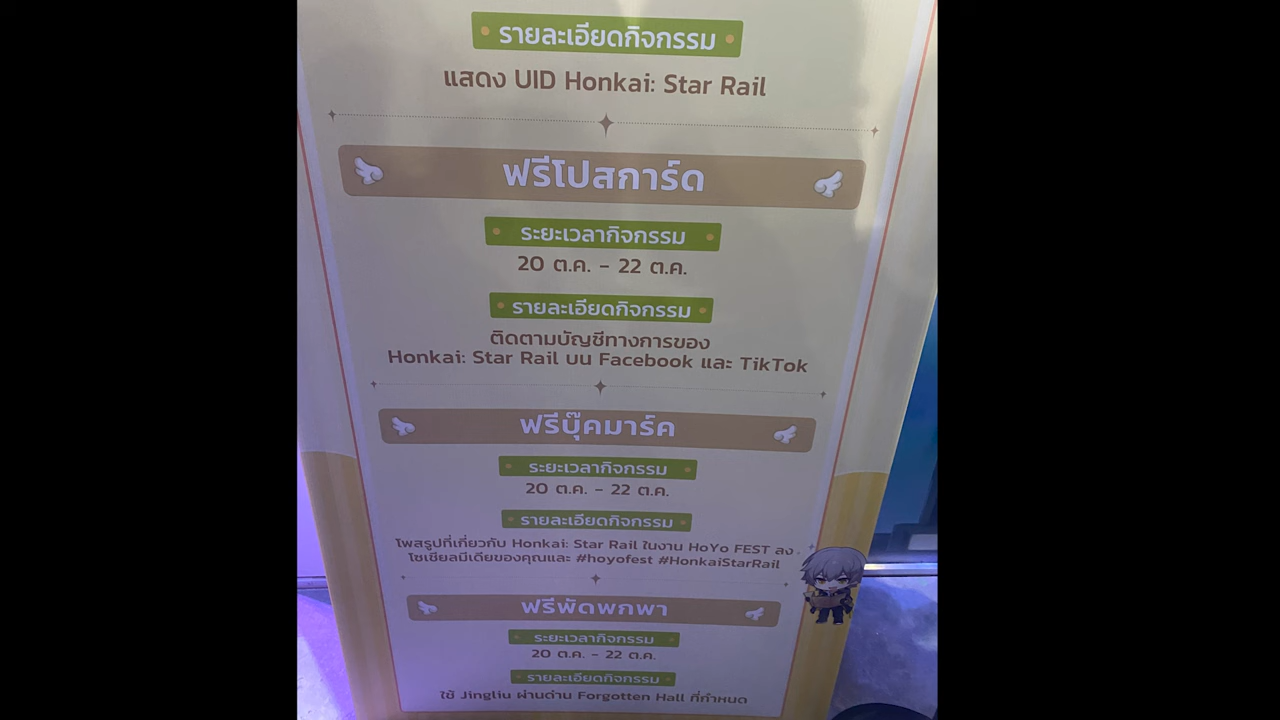 รายละเอียดกิจกรรม
แสดง UID Honkai: Star Rail
ฟรีโปสการ์ด
ระยะเวลากิจกรรม
20 ต.ค. - 22 ต.ค.
รายละเอียดกิจกรรม
ติดตามบัญชีทางการของ
Honkai: Star Rail บน Facebook และ TikTok
ฟรีบุ๊คมาร์ค
ระยะเวลากิจกรรม
20 ต.ค. - 22 ต.ค.
รายละเอียดกิจกรรม
โพสรูปที่เกี่ยวกับ Honkai: Star Rail ในงาน HoYo FEST ลง
โซเชียลมีเดียของคุณและ #hoyofest #HonkaiStarRail
ฟรีพัดพกพา
ระยะเวลากิจกรรม
20 ต.ค. - 22 ต.ค.
รายละเอียดกิจกรรม
ใช้ Jingliu ผ่านด่าน Forgotten Hall ที่กำหนด